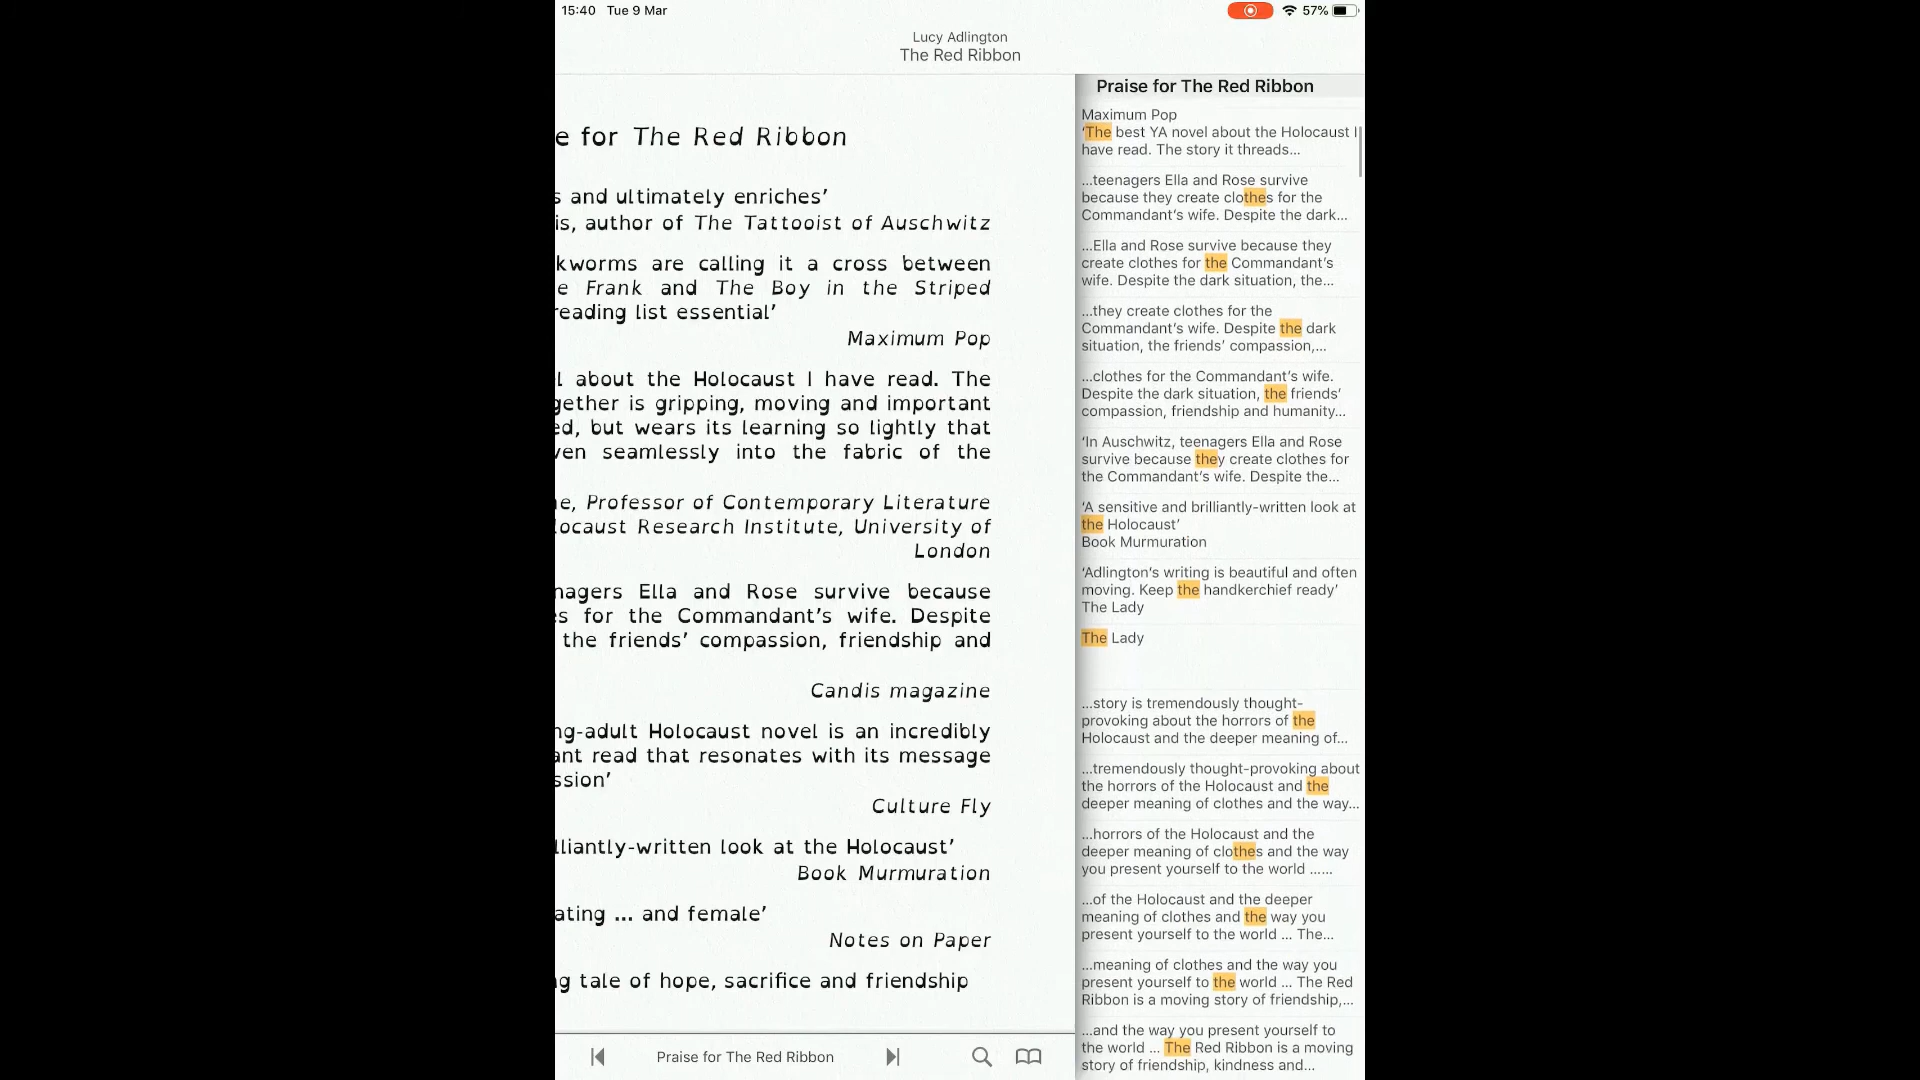 15:40 Tue 9 Mar
57%
Lucy Adlington
The Red Ribbon
e for The Red Ribbon
s and ultimately enriches’
is, author of The Tattooist of Auschwitz
kworms are calling it a cross between
e Frank and The Boy in the Striped
reading list essential’
Maximum Pop
l about the Holocaust I have read. The
gether is gripping, moving and important
ed, but wears its learning so lightly that
ven seamlessly into the fabric of the
ne, Professor of Contemporary Literature
locaust Research Institute, University of
London
nagers Ella and Rose survive because
es for the Commandant’s wife. Despite
the friends’ compassion, friendship and
Candis magazine
ng-adult Holocaust novel is an incredibly
ant read that resonates with its message
ssion’
Culture Fly
lliantly-written look at the Holocaust’
Book Murmuration
ating ... and female’
Notes on Paper
ng tale of hope, sacrifice and friendship
Praise for The Red Ribbon
Praise for The Red Ribbon
Maximum Pop
‘The best YA novel about the Holocaust I
have read. The story it threads...
...teenagers Ella and Rose survive
because they create clothes for the
Commandant’s wife. Despite the dark...
...Ella and Rose survive because they
create clothes for the Commandant’s
wife. Despite the dark situation, the...
...they create clothes for the
Commandant’s wife. Despite the dark
situation, the friends’ compassion,...
...clothes for the Commandant’s wife.
Despite the dark situation, the friends’
compassion, friendship and humanity...
‘In Auschwitz, teenagers Ella and Rose
survive because they create clothes for
the Commandant’s wife. Despite the...
‘A sensitive and brilliantly-written look at
the Holocaust’
Book Murmuration
‘Adlington’s writing is beautiful and often
moving. Keep the handkerchief ready’
The Lady
The Lady
...story is tremendously thought-
provoking about the horrors of the
Holocaust and the deeper meaning of...
...tremendously thought-provoking about
the horrors of the Holocaust and the
deeper meaning of clothes and the way...
...horrors of the Holocaust and the
deeper meaning of clothes and the way
you present yourself to the world ......
...of the Holocaust and the deeper
meaning of clothes and the way you
present yourself to the world ... The...
...meaning of clothes and the way you
present yourself to the world ... The Red
Ribbon is a moving story of friendship,...
...and the way you present yourself to
the world ... The Red Ribbon is a moving
story of friendship, kindness and...